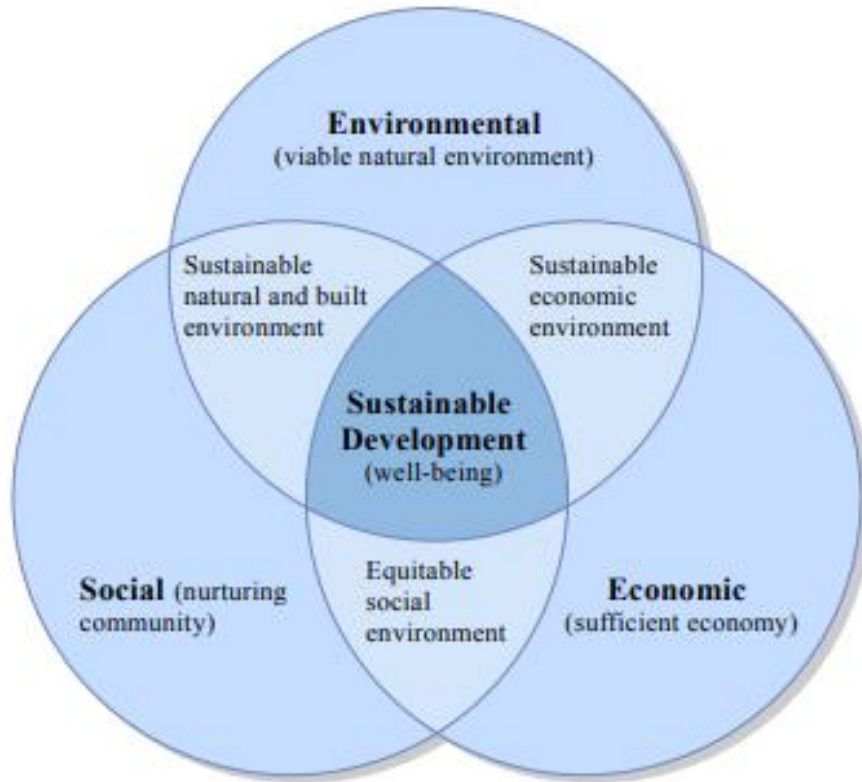 Environmental
(viable natural environment)
Sustainable
natural and built
environment
Sustainable
economic
environment
Sustainable
Development
(well-being)
Social (nurturing
community)
Equitable
social
environment
Economic
(sufficient economy)